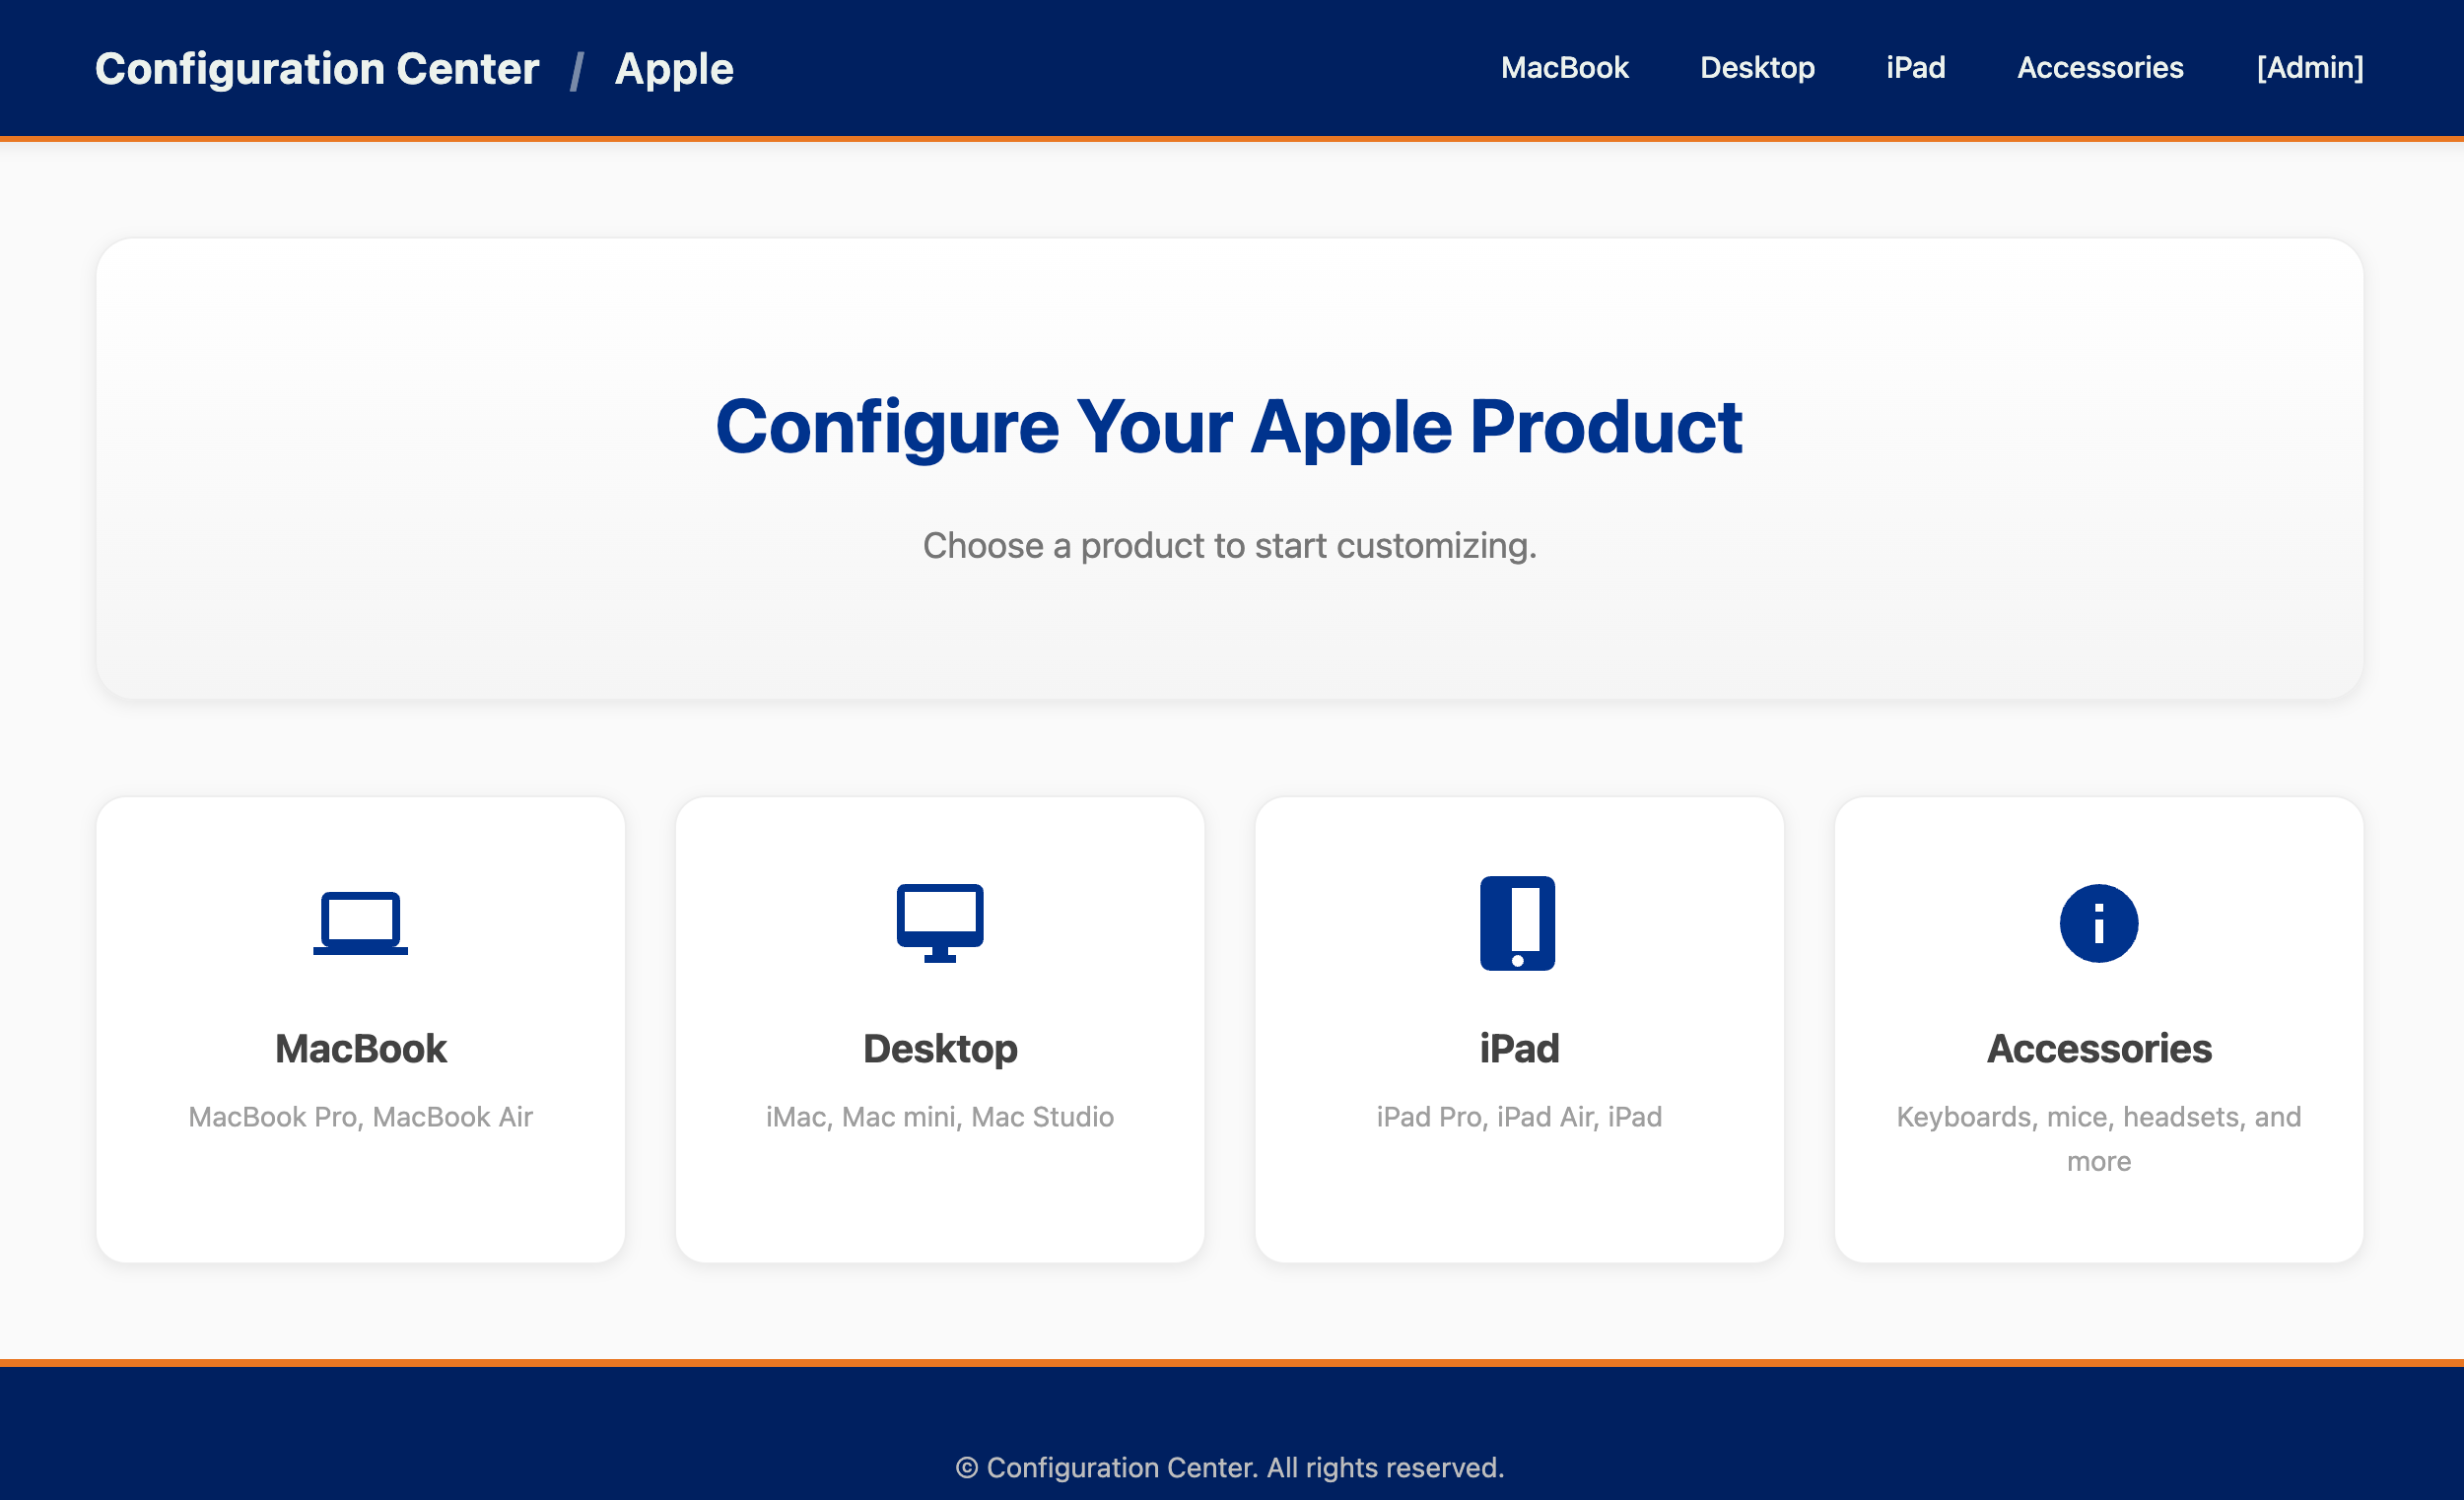 Configuration Center / Apple
MacBook Desktop iPad Accessories [Admin]
Configure Your Apple Product
Choose a product to start customizing.
MacBook
MacBook Pro, MacBook Air
Desktop
iMac, Mac mini, Mac Studio
iPad
iPad Pro, iPad Air, iPad
Accessories
Keyboards, mice, headsets, and
more
© Configuration Center. All rights reserved.